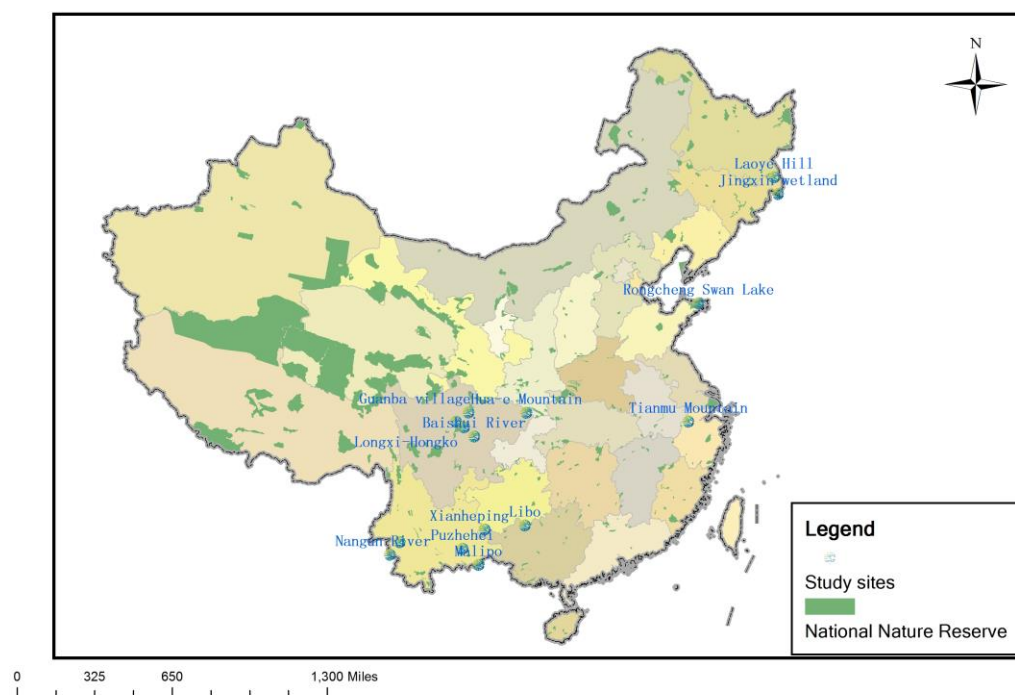 N
Laoye Hill
Jingxin wetland
Rongcheng Swan Lake
Guanba village
Hua-e Mountain
Tianmu Mountain
Baishui River
Longxi-Hongko
Xianheping
Libo
Puzhehei
Nangun River
Malipo
Legend
Study sites
National Nature Reserve
0 325 650 1,300 Miles